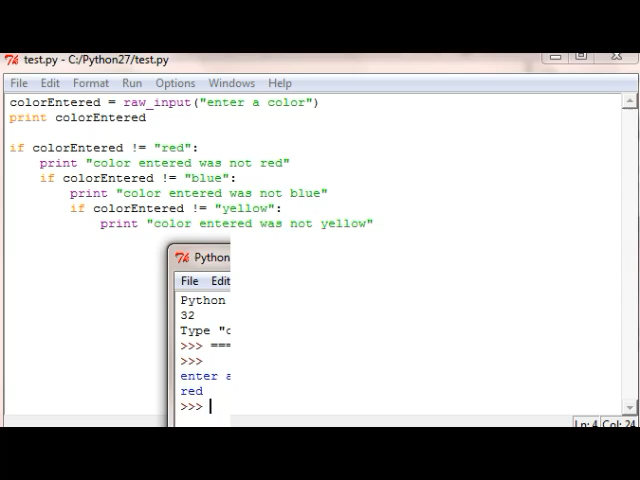 test.py - C:/Python27/test.py
File Edit Format Run Options Windows Help
colorEntered = raw_input("enter a color")
print colorEntered
if colorEntered != "red":
print "color entered was not red"
if colorEntered != "blue":
print "color entered was not blue"
if colorEntered != "yellow":
print "color entered was not yellow"
Python
File Edit
Python
32
Type "c
>>> ===
>>>
enter a
red
>>>
Ln: 4 Col: 24